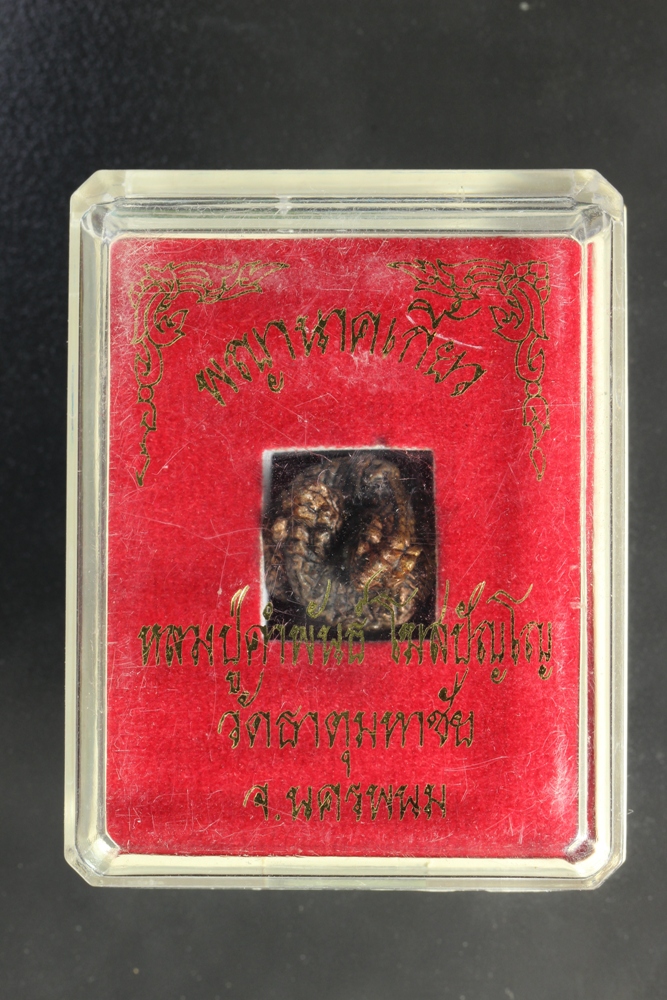 พญานาคเกี้ยว
หลวงปู่คำพันธ์ โฆสปัญโญ
วัดธาตุมหาชัย
จ.นครพนม